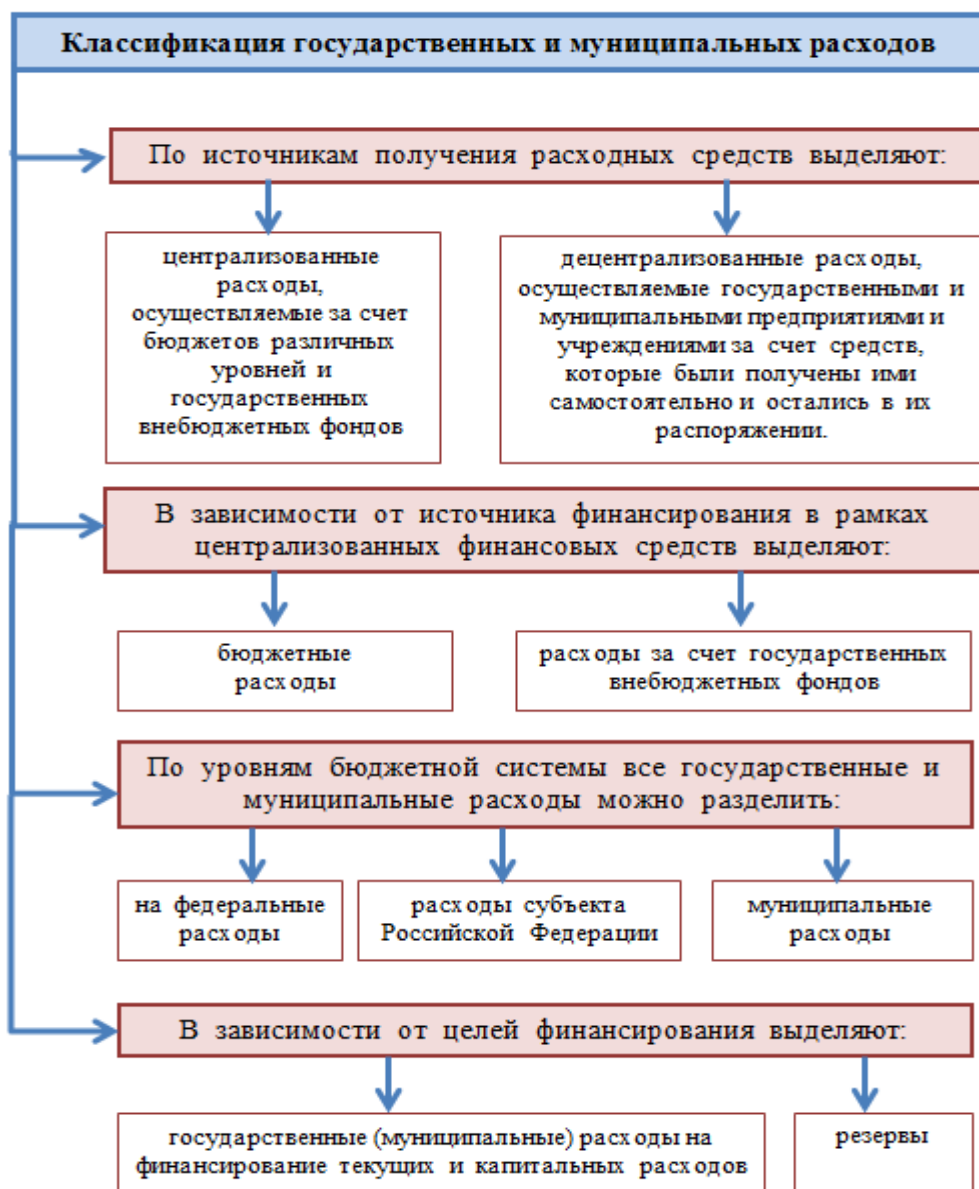 Классификация государственных и муниципальных расходов
По источникам получения расходных средств выделяют:
централизованные
расходы,
осуществляемые за счет
бюджетов различных
уровней и
государственных
внебюджетных фондов
децентрализованные расходы,
осуществляемые государственными и
муниципальными предприятиями и
учреждениями за счет средств,
которые были получены ими
самостоятельно и остались в их
распоряжении.
В зависимости от источника финансирования в рамках
централизованных финансовых средств выделяют:
бюджетные
расходы
расходы за счет государственных
внебюджетных фондов
По уровням бюджетной системы все государственные и
муниципальные расходы можно разделить:
на федеральные
расходы
расходы субъекта
Российской Федерации
муниципальные
расходы
В зависимости от целей финансирования выделяют:
государственные (муниципальные) расходы на
финансирование текущих и капитальных расходов
резервы